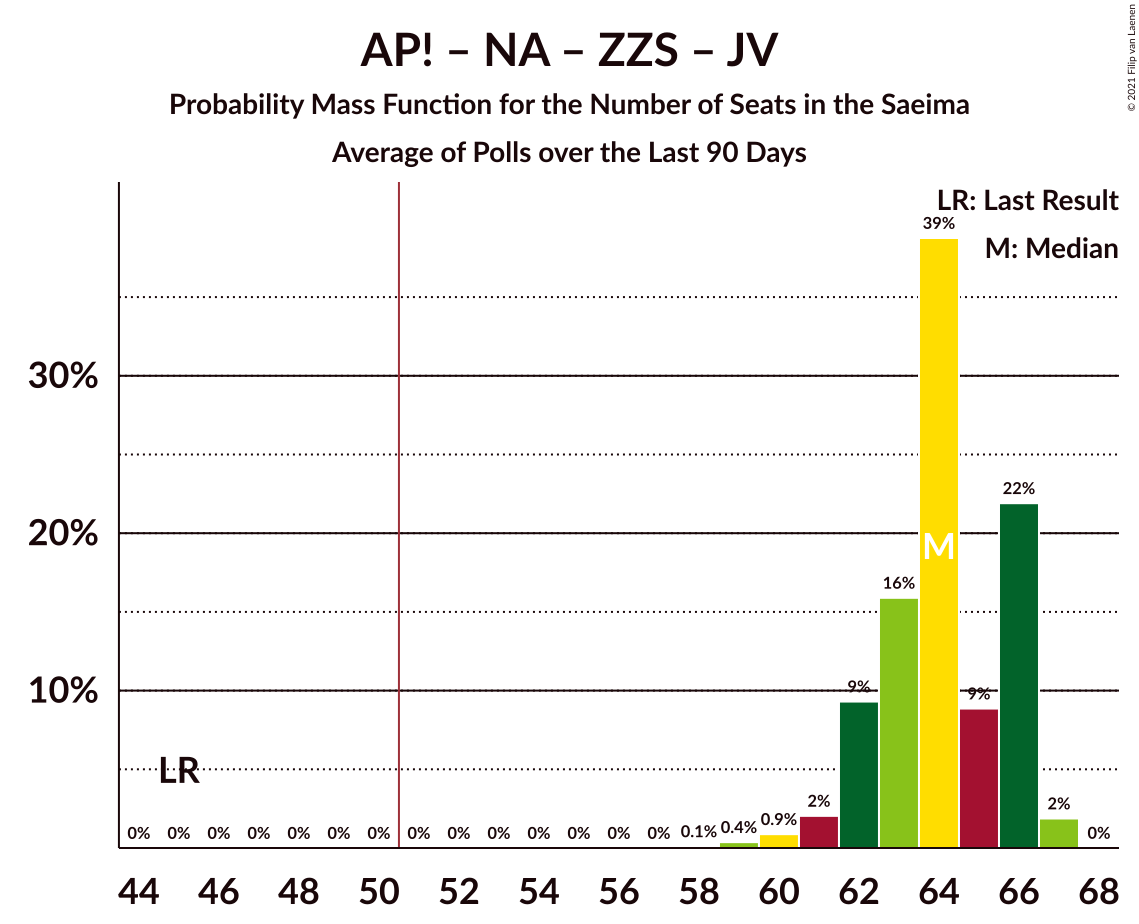 AP! – NA – ZZS – JV
Probability Mass Function for the Number of Seats in the Saeima
Average of Polls over the Last 90 Days
© 2021 Filip van Laenen
LR: Last Result
M: Median
39%
30%
22%
20%
M
16%
10%
9%
9%
LR
2%
2%
0% 0% 0% 0% 0% 0% 0% 0% 0% 0% 0% 0% 0% 0% 0.1% 0.4% 0.9% 0%
44 46 48 50 52 54 56 58 60 62 64 66 68